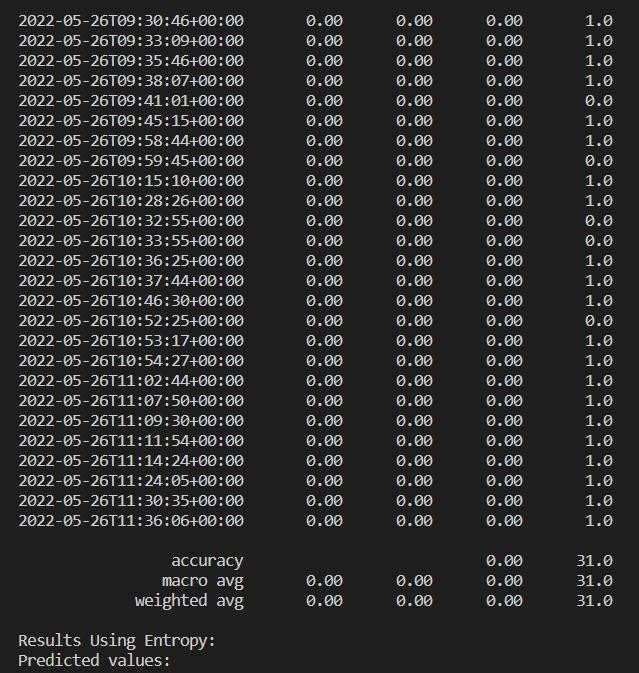 2022-05-26T09:30:46+00:00 0.00 0.00 0.00 1.0
2022-05-26T09:33:09+00:00 0.00 0.00 0.00 1.0
2022-05-26T09:35:46+00:00 0.00 0.00 0.00 1.0
2022-05-26T09:38:07+00:00 0.00 0.00 0.00 1.0
2022-05-26T09:41:01+00:00 0.00 0.00 0.00 0.0
2022-05-26T09:45:15+00:00 0.00 0.00 0.00 1.0
2022-05-26T09:58:44+00:00 0.00 0.00 0.00 1.0
2022-05-26T09:59:45+00:00 0.00 0.00 0.00 0.0
2022-05-26T10:15:10+00:00 0.00 0.00 0.00 1.0
2022-05-26T10:28:26+00:00 0.00 0.00 0.00 1.0
2022-05-26T10:32:55+00:00 0.00 0.00 0.00 0.0
2022-05-26T10:33:55+00:00 0.00 0.00 0.00 0.0
2022-05-26T10:36:25+00:00 0.00 0.00 0.00 1.0
2022-05-26T10:37:44+00:00 0.00 0.00 0.00 1.0
2022-05-26T10:46:30+00:00 0.00 0.00 0.00 1.0
2022-05-26T10:52:25+00:00 0.00 0.00 0.00 0.0
2022-05-26T10:53:17+00:00 0.00 0.00 0.00 1.0
2022-05-26T10:54:27+00:00 0.00 0.00 0.00 1.0
2022-05-26T11:02:44+00:00 0.00 0.00 0.00 1.0
2022-05-26T11:07:50+00:00 0.00 0.00 0.00 1.0
2022-05-26T11:09:30+00:00 0.00 0.00 0.00 1.0
2022-05-26T11:11:54+00:00 0.00 0.00 0.00 1.0
2022-05-26T11:14:24+00:00 0.00 0.00 0.00 1.0
2022-05-26T11:24:05+00:00 0.00 0.00 0.00 1.0
2022-05-26T11:30:35+00:00 0.00 0.00 0.00 1.0
2022-05-26T11:36:06+00:00 0.00 0.00 0.00 1.0
accuracy 0.00 31.0
macro avg 0.00 0.00 0.00 31.0
weighted avg 0.00 0.00 0.00 31.0
Results Using Entropy:
Predicted values: